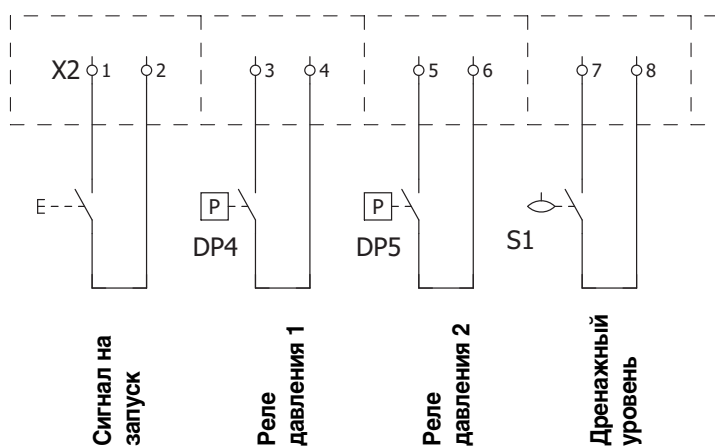 X2 1 2 3 4 5 6 7 8
E P P
DP4 DP5 S1
Сигнал на
запуск
Реле
давления 1
Реле
давления 2
Дренажный
уровень